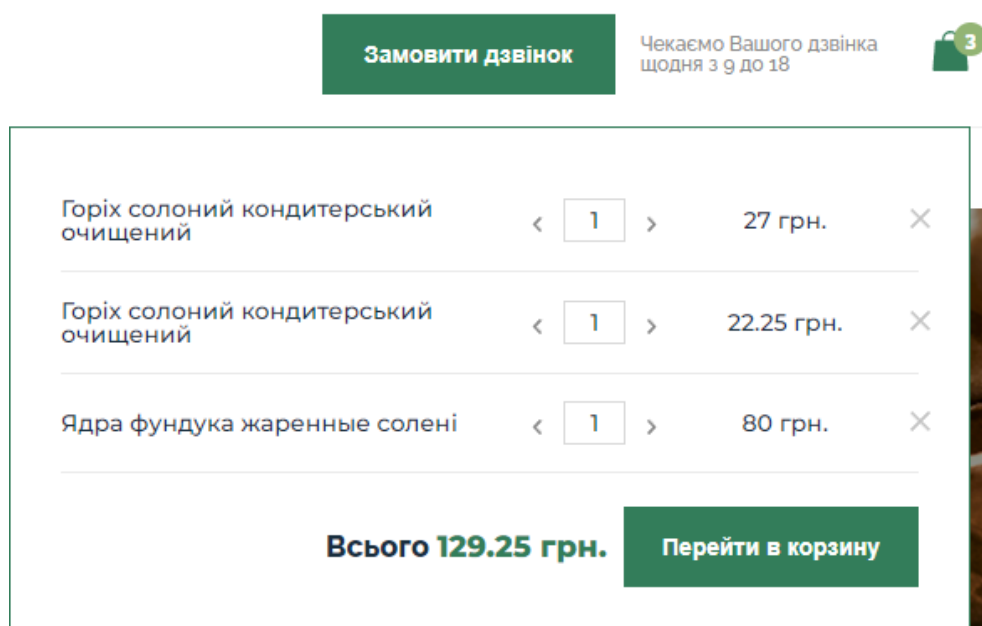 Замовити дзвінок
Чекаємо Вашого дзвінка
щодня з 9 до 18
3
Горіх солоний кондитерський
очищений
1
27 грн.
Горіх солоний кондитерський
очищений
1
22.25 грн.
Ядра фундука жаренные солені
1
80 грн.
Всього 129.25 грн.
Перейти в корзину